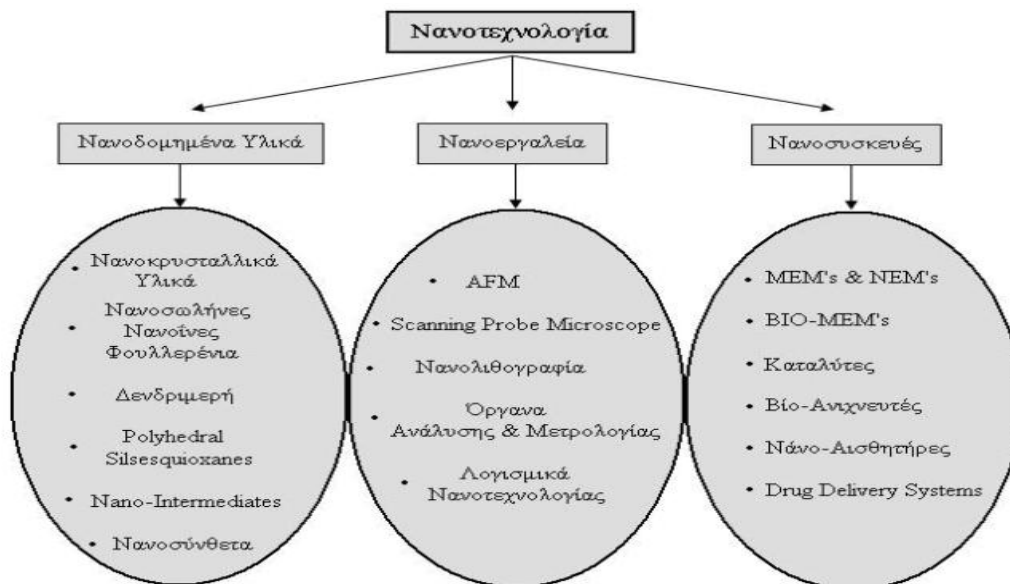 Νανοτεχνολογία
Νανοδομημένα Υλικά
Νανοεργαλεία
Νανοσυσκευές
• Νανοκρυσταλλικά
Υλικά
• Νανοσωλήνες
Νανοΐνες
Φουλλερένια
• Δενδριμερή
• Polyhedral
Silsesquioxanes
• Nano-Intermediates
• Νανοσύνθετα
• AFM
• Scanning Probe Microscope
• Νανολιθογραφία
• Όργανα
Ανάλυσης & Μετρολογίας
• Λογισμικά
Νανοτεχνολογίας
• MEM's & NEM's
• BIO-MEM's
• Καταλύτες
• Βίο-Ανιχνευτές
• Νάνο-Αισθητήρες
• Drug Delivery Systems